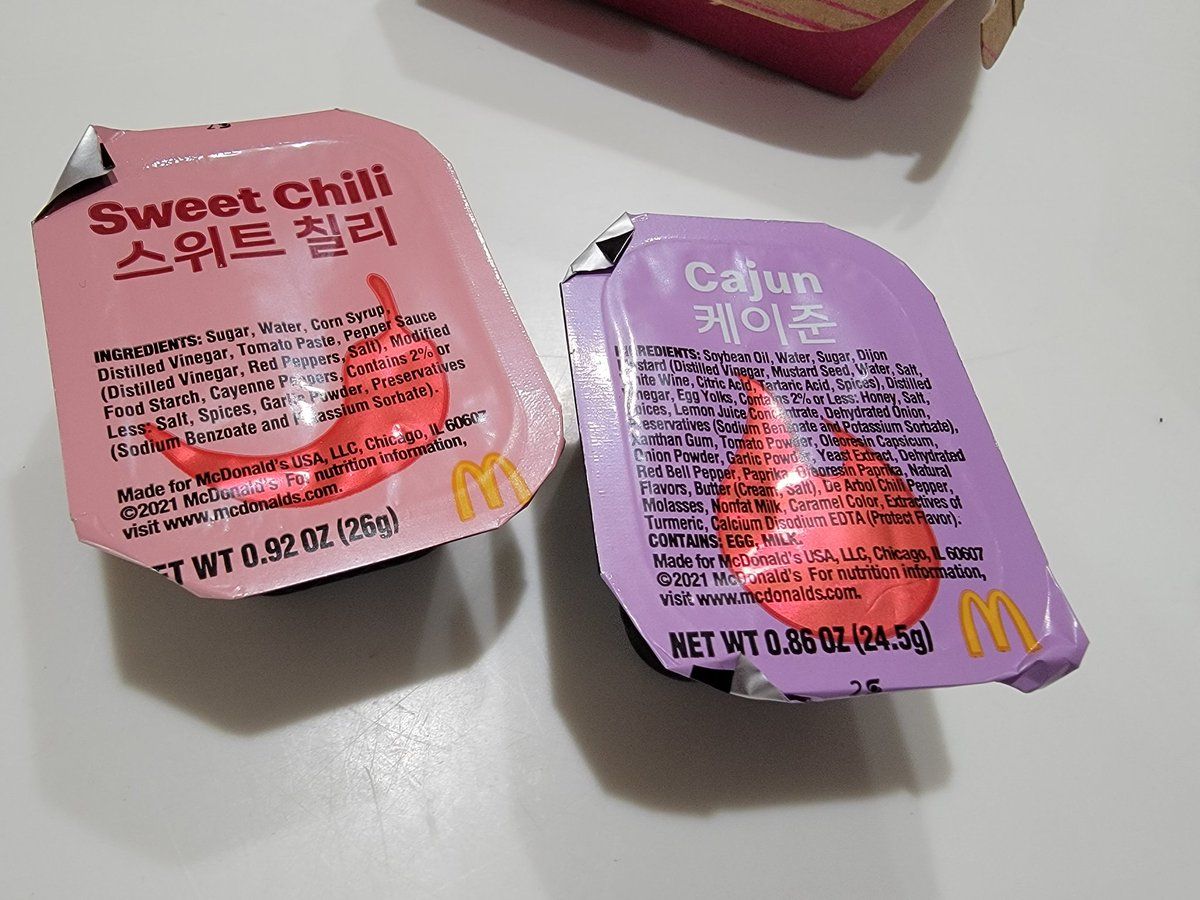 Sweet Chili
스위트 칠리
INGREDIENTS: Sugar, Water, Corn Syrup,
Distilled Vinegar, Tomato Paste, Pepper Sauce
(Distilled Vinegar, Red Peppers, Salt), Modified
Food Starch, Cayenne Peppers, Contains 2% or
Less: Salt, Spices, Garlic Powder, Preservatives
(Sodium Benzoate and Potassium Sorbate).
Made for McDonald's USA, LLC, Chicago, IL 60607
©2021 McDonald's For nutrition information,
visit www.mcdonalds.com.
ET WT 0.92 OZ (26g)
Cajun
케이준
INGREDIENTS: Soybean Oil, Water, Sugar, Dijon
Mustard (Distilled Vinegar, Mustard Seed, Water, Salt,
White Wine, Citric Acid, Tartaric Acid, Spices), Distilled
Vinegar, Egg Yolks, Contains 2% or Less: Honey, Salt,
Spices, Lemon Juice Concentrate, Dehydrated Onion,
Preservatives (Sodium Benzoate and Potassium Sorbate),
Xanthan Gum, Tomato Powder, Oleoresin Capsicum,
Onion Powder, Garlic Powder, Yeast Extract, Dehydrated
Red Bell Pepper, Paprika, Oleoresin Paprika, Natural
Flavors, Butter (Cream, Salt), De Arbol Chili Pepper,
Molasses, Nonfat Milk, Caramel Color, Extractives of
Turmeric, Calcium Disodium EDTA (Protect Flavor).
CONTAINS: EGG, MILK.
Made for McDonald's USA, LLC, Chicago, IL 60607
©2021 McDonald's For nutrition information,
visit www.mcdonalds.com.
NET WT 0.86 OZ (24.5g)